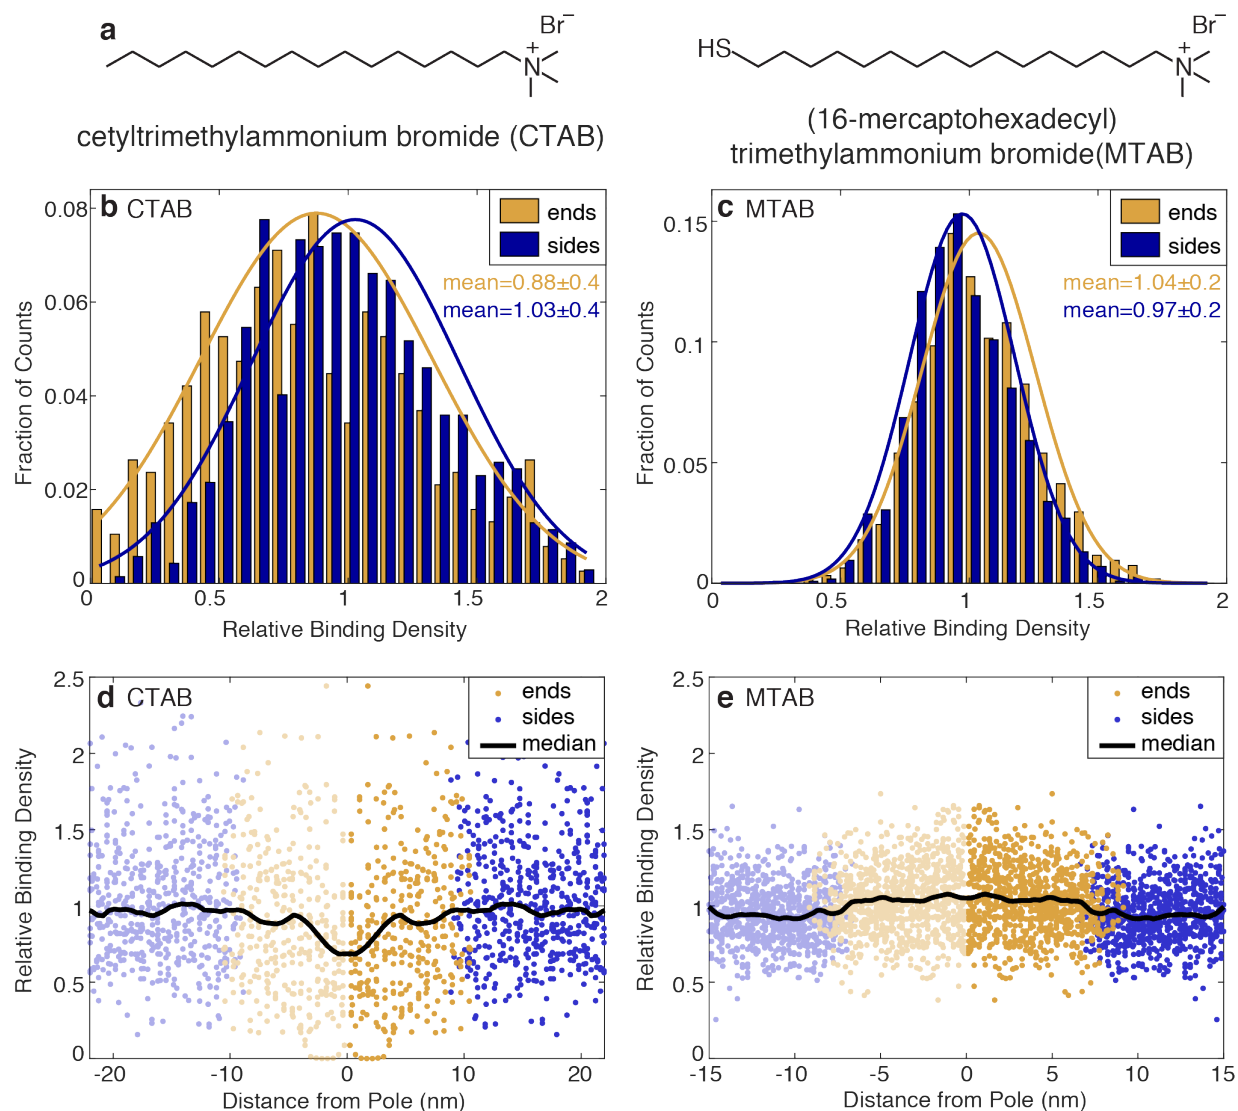 a
Br−
N+
cetyltrimethylammonium bromide (CTAB)
HS
Br−
N+
(16-mercaptohexadecyl)
trimethylammonium bromide(MTAB)
b CTAB
ends
sides
mean=0.88±0.4
mean=1.03±0.4
0.08
0.06
0.04
0.02
0
Fraction of Counts
0 0.5 1 1.5 2
Relative Binding Density
c MTAB
ends
sides
mean=1.04±0.2
mean=0.97±0.2
0.15
0.1
0.05
0
Fraction of Counts
0 0.5 1 1.5 2
Relative Binding Density
d CTAB
ends
sides
median
2.5
2
1.5
1
0.5
0
Relative Binding Density
-20 -10 0 10 20
Distance from Pole (nm)
e MTAB
ends
sides
median
2.5
2
1.5
1
0.5
0
Relative Binding Density
-15 -10 -5 0 5 10 15
Distance from Pole (nm)